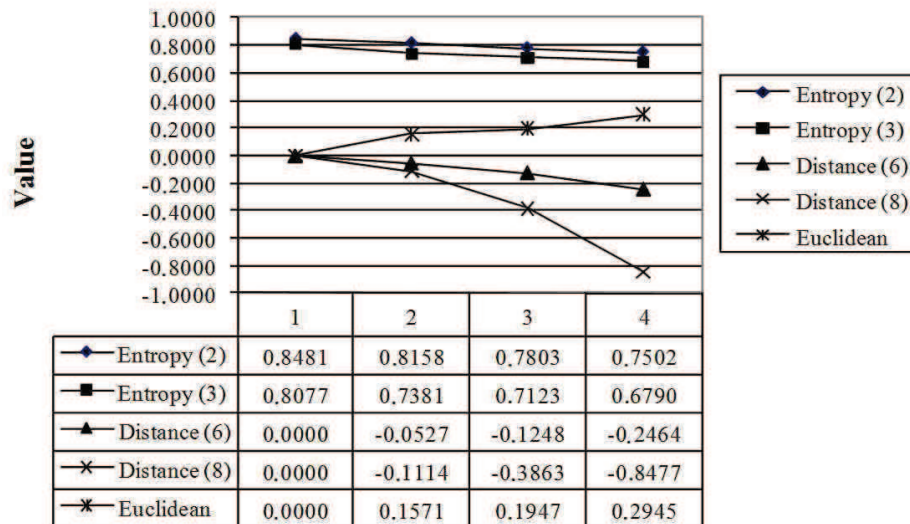 1.0000
0.8000
0.6000
0.4000
0.2000
0.0000
-0.2000
-0.4000
-0.6000
-0.8000
-1.0000
Value
Entropy (2)
Entropy (3)
Distance (6)
Distance (8)
Euclidean
1 2 3 4
Entropy (2) 0.8481 0.8158 0.7803 0.7502
Entropy (3) 0.8077 0.7381 0.7123 0.6790
Distance (6) 0.0000 -0.0527 -0.1248 -0.2464
Distance (8) 0.0000 -0.1114 -0.3863 -0.8477
Euclidean 0.0000 0.1571 0.1947 0.2945